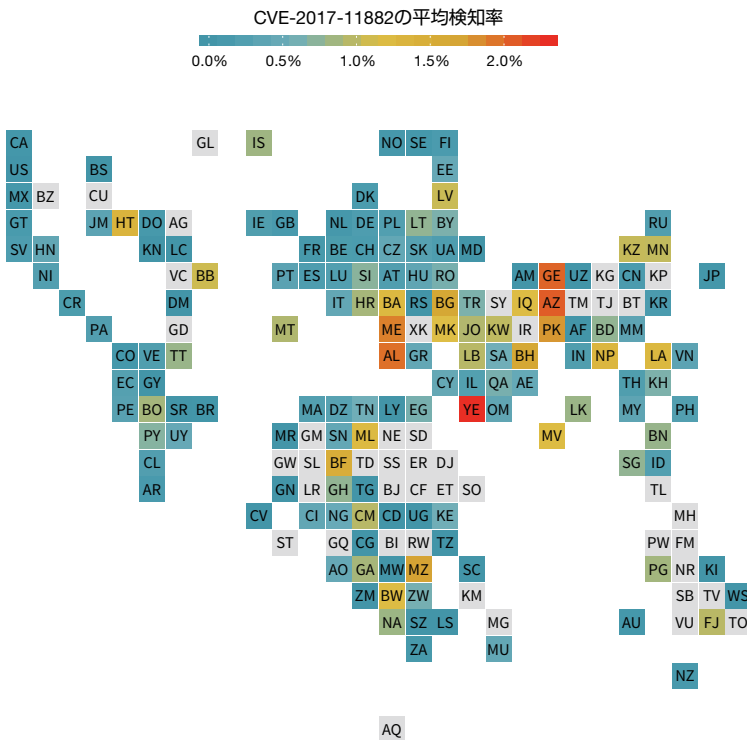 CVE-2017-11882の平均検知率
0.0% 0.5% 1.0% 1.5% 2.0%
CA GL IS NO SE FI
US BS EE
MX BZ CU DK LV
GT JM HT DO AG IE GB NL DE PL LT BY RU
SV HN KN LC FR BE CH CZ SK UA MD KZ MN
NI VC BB PT ES LU SI AT HU RO AM GE UZ KG CN KP JP
CR DM IT HR BA RS BG TR SY IQ AZ TM TJ BT KR
PA GD MT ME XK MK JO KW IR PK AF BD MM
CO VE TT AL GR LB SA BH IN NP LA VN
EC GY CY IL QA AE TH KH
PE BO SR BR MA DZ TN LY EG YE OM LK MY PH
PY UY MR GM SN ML NE SD MV BN
CL GW SL BF TD SS ER DJ SG ID
AR GN LR GH TG BJ CF ET SO TL
CV CI NG CM CD UG KE MH
ST GQ CG BI RW TZ PW FM
AO GA MW MZ SC PG NR KI
ZM BW ZW KM SB TV WS
NA SZ LS MG AU VU FJ TO
ZA MU
NZ
AQ